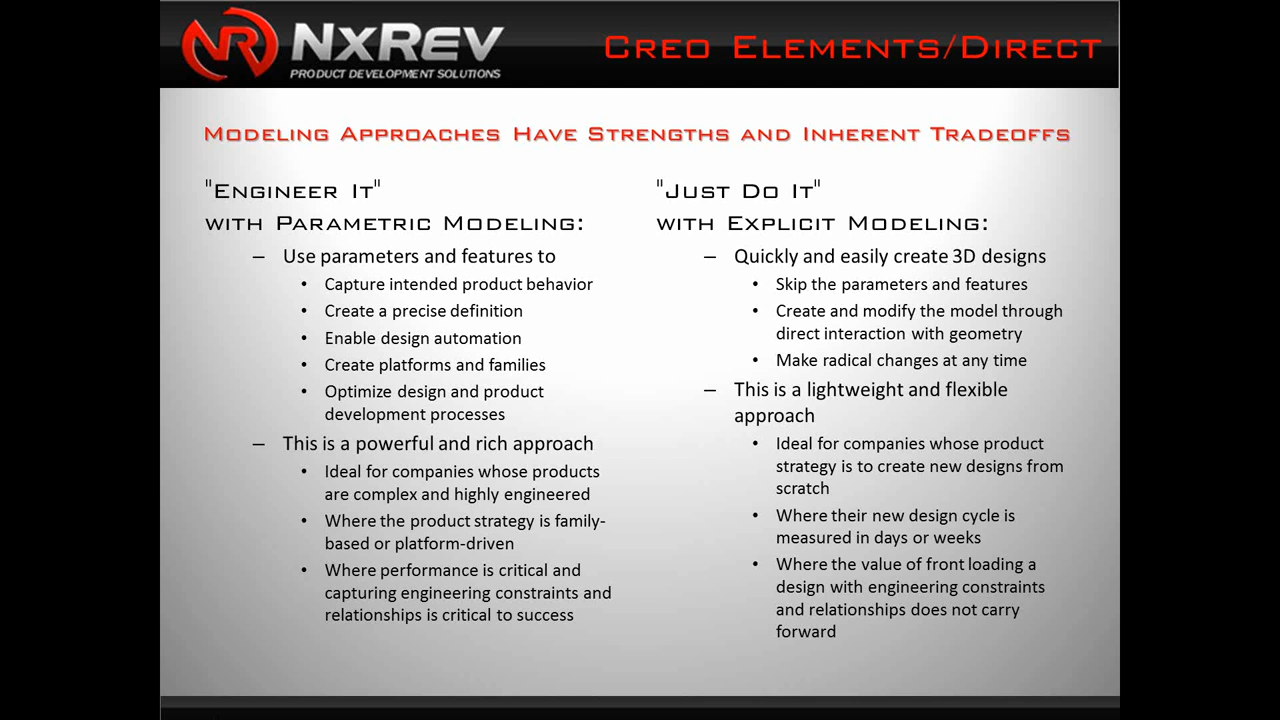 NxRev
PRODUCT DEVELOPMENT SOLUTIONS
Creo Elements/Direct
Modeling Approaches Have Strengths and Inherent Tradeoffs
"Engineer It"
with Parametric Modeling:
– Use parameters and features to
• Capture intended product behavior
• Create a precise definition
• Enable design automation
• Create platforms and families
• Optimize design and product
development processes
– This is a powerful and rich approach
• Ideal for companies whose products
are complex and highly engineered
• Where the product strategy is family-
based or platform-driven
• Where performance is critical and
capturing engineering constraints and
relationships is critical to success
"Just Do It"
with Explicit Modeling:
– Quickly and easily create 3D designs
• Skip the parameters and features
• Create and modify the model through
direct interaction with geometry
• Make radical changes at any time
– This is a lightweight and flexible
approach
• Ideal for companies whose product
strategy is to create new designs from
scratch
• Where their new design cycle is
measured in days or weeks
• Where the value of front loading a
design with engineering constraints
and relationships does not carry
forward